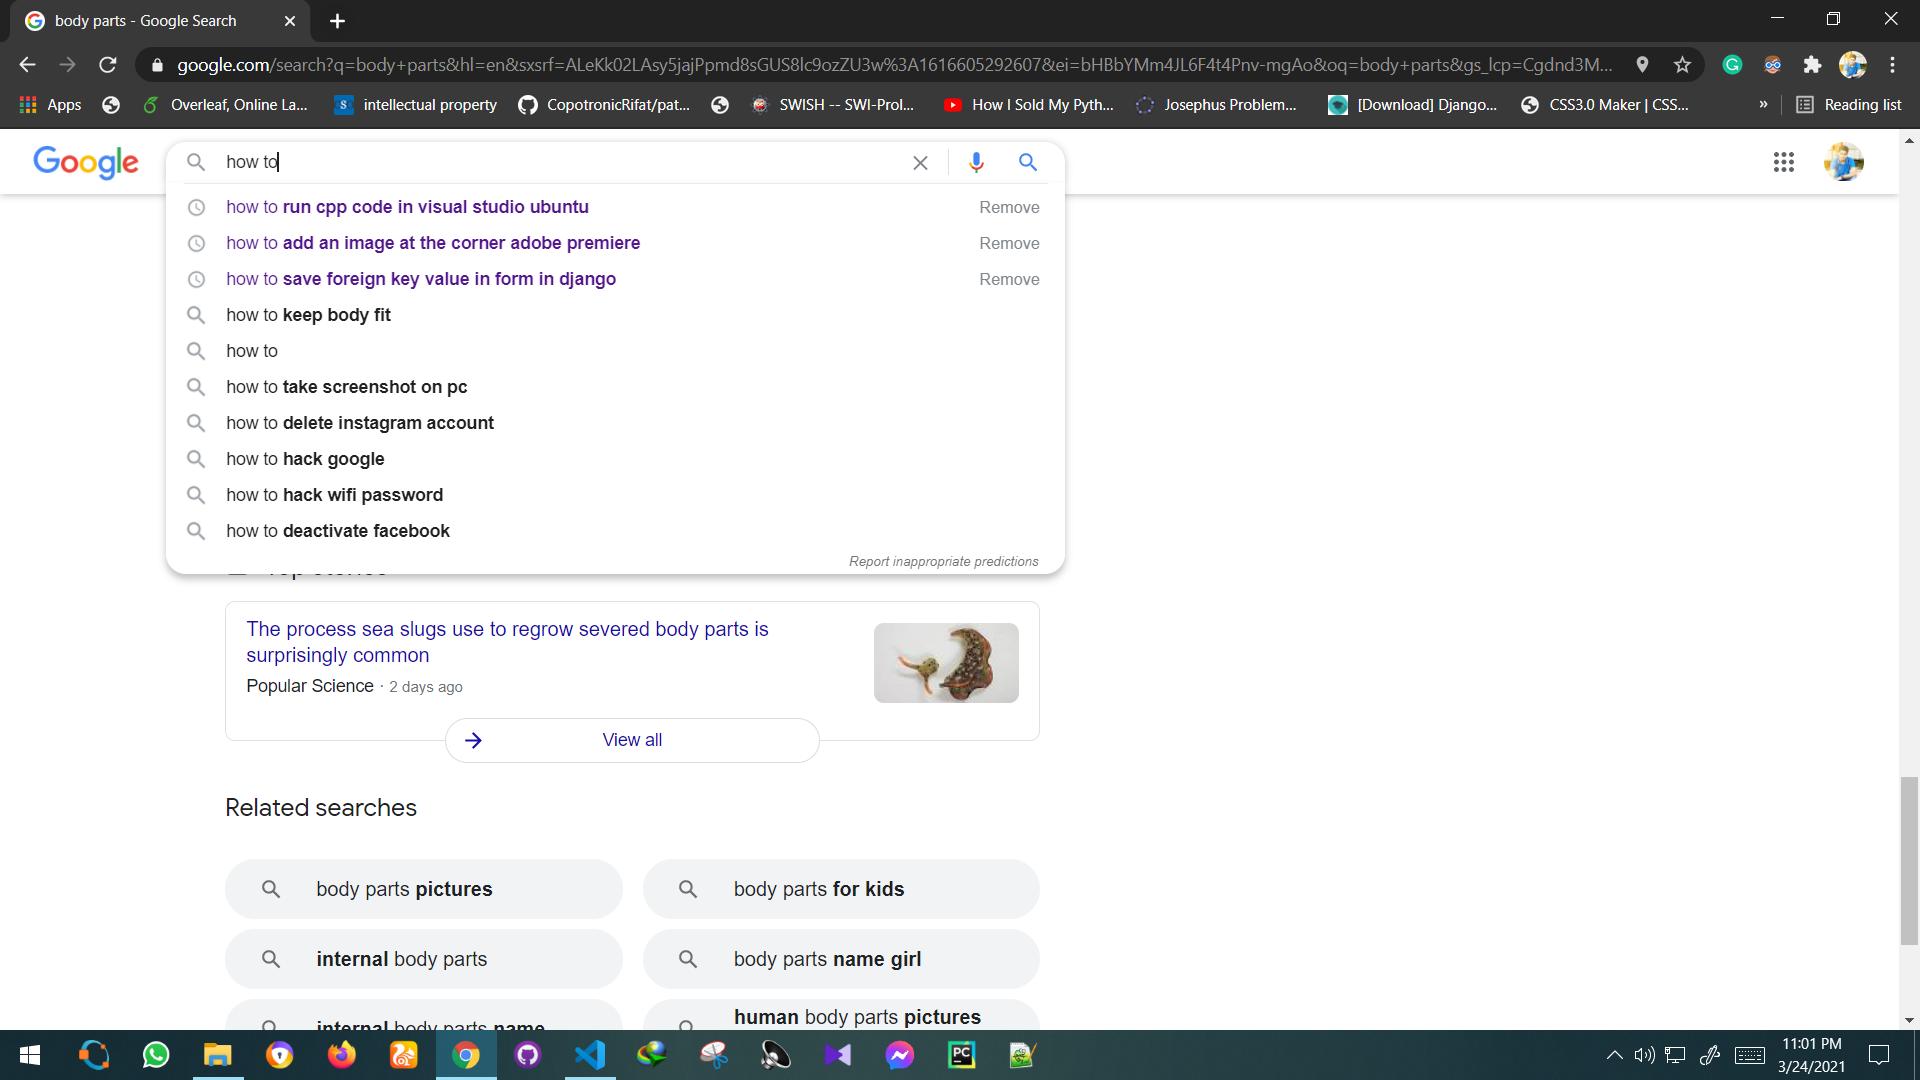 body parts - Google Search
google.com/search?q=body+parts&hl=en&sxsrf=ALeKk02LAsy5jajPpmd8sGUS8lc9ozZU3w%3A1616605292607&ei=bHBbYMm4JL6F4t4Pnv-mgAo&oq=body+parts&gs_lcp=Cgdnd3M...
Apps
Overleaf, Online La...
intellectual property
CopotronicRifat/pat...
SWISH -- SWI-Prol...
How I Sold My Pyth...
Josephus Problem...
[Download] Django...
CSS3.0 Maker | CSS...
»
Reading list
Google
how to
how to run cpp code in visual studio ubuntu
Remove
how to add an image at the corner adobe premiere
Remove
how to save foreign key value in form in django
Remove
how to keep body fit
how to
how to take screenshot on pc
how to delete instagram account
how to hack google
how to hack wifi password
how to deactivate facebook
Report inappropriate predictions
The process sea slugs use to regrow severed body parts is
surprisingly common
Popular Science · 2 days ago
View all
Related searches
body parts pictures
body parts for kids
internal body parts
body parts name girl
internal body parts name
human body parts pictures
11:01 PM
3/24/2021